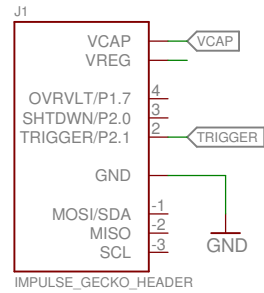 J1
VCAP
VCAP
VREG
OVRVLT/P1.7 4
SHTDWN/P2.0 3
TRIGGER/P2.1 2
TRIGGER
GND
MOSI/SDA -1
MISO -2
SCL -3
GND
IMPULSE_GECKO_HEADER